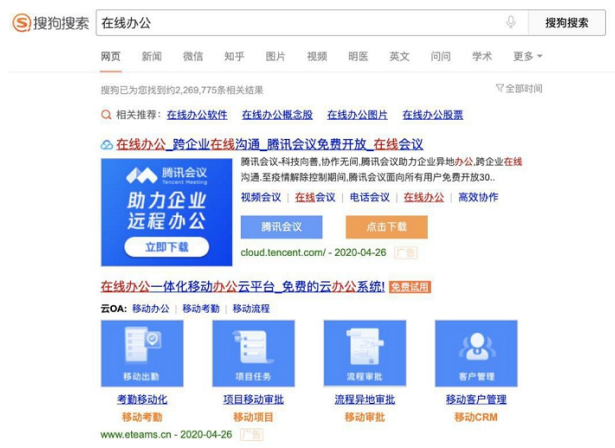 搜狗搜索 在线办公 搜狗搜索
网页 新闻 微信 知乎 图片 视频 明医 英文 问问 学术 更多
搜狗已为您找到约2,269,775条相关结果 全部时间
相关推荐: 在线办公软件 在线办公概念股 在线办公图片 在线办公股票
在线办公_跨企业在线沟通_腾讯会议免费开放_在线会议
腾讯会议
Tencent Meeting
助力企业
远程办公
立即下载
腾讯会议-科技向善,协作无间,腾讯会议助力企业异地办公,跨企业在线
沟通.至疫情解除控制期间,腾讯会议面向所有用户免费开放30..
视频会议 | 在线会议 | 电话会议 | 在线办公 | 高效协作
腾讯会议 点击下载
cloud.tencent.com/ - 2020-04-26 广告
在线办公一体化移动办公云平台_免费的云办公系统! 免费试用
云OA: 移动办公 | 移动考勤 | 移动流程
移动出勤 项目任务 流程审批 客户管理
考勤移动化 项目移动审批 流程异地审批 移动客户管理
移动考勤 移动项目 移动审批 移动CRM
www.eteams.cn - 2020-04-26 广告